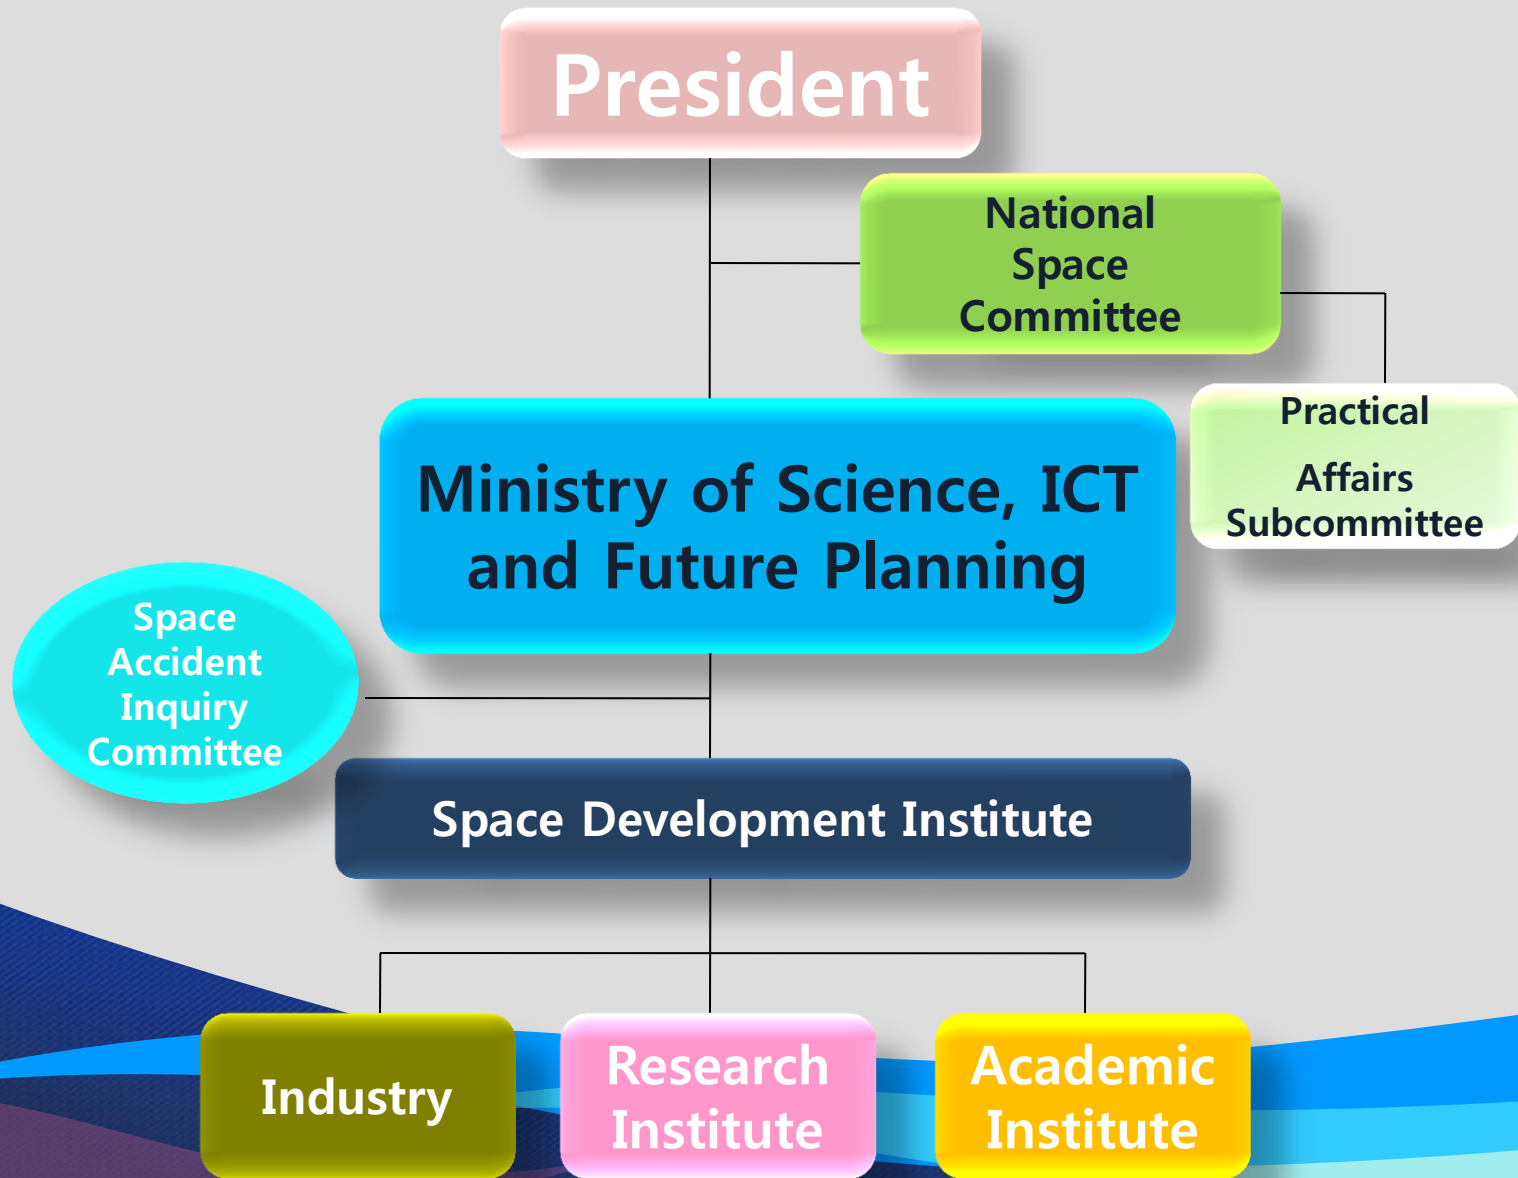 President
National
Space
Committee
Practical
Affairs
Subcommittee
Ministry of Science, ICT
and Future Planning
Space
Accident
Inquiry
Committee
Space Development Institute
Industry
Research
Institute
Academic
Institute